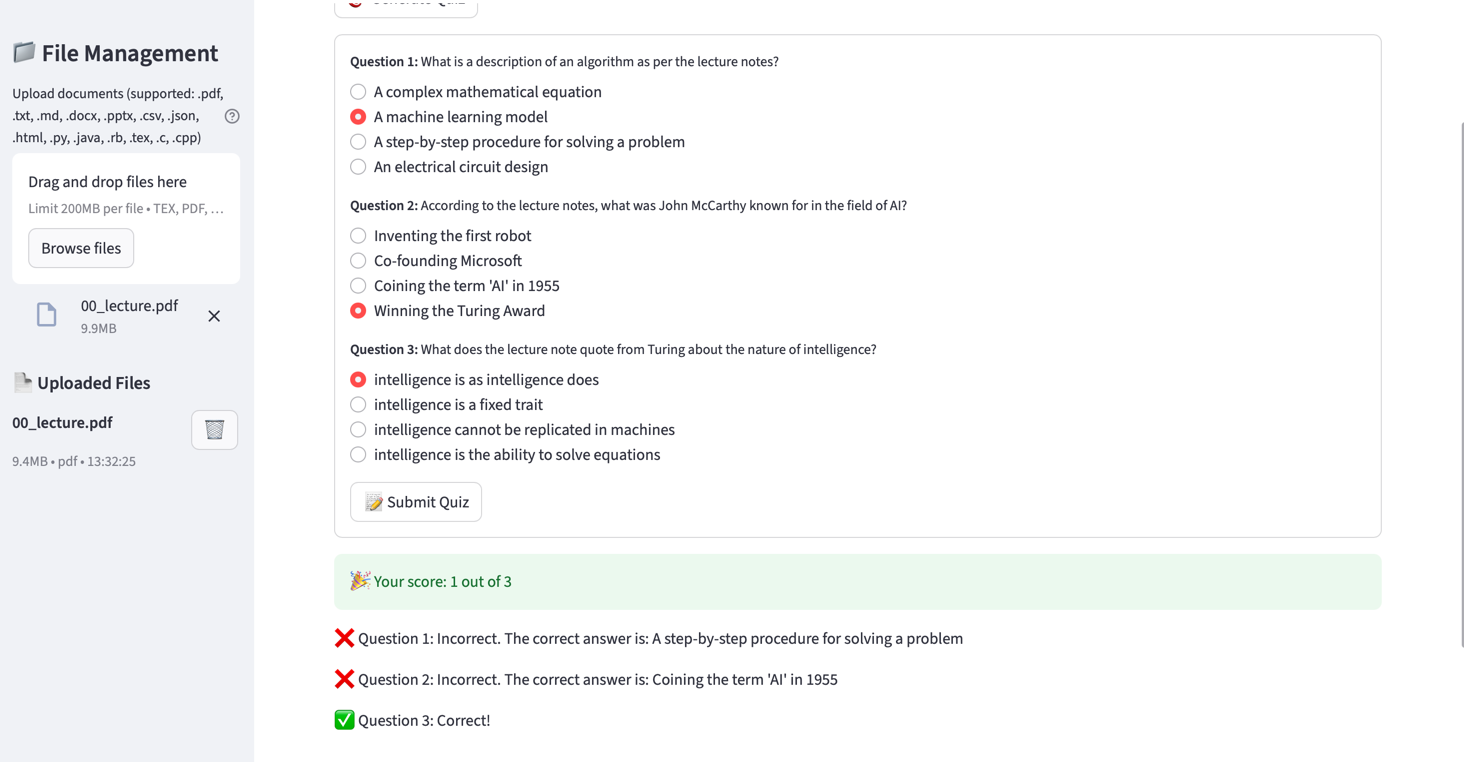 File Management
Upload documents (supported: .pdf,
.txt, .md, .docx, .pptx, .csv, .json,
.html, .py, .java, .rb, .tex, .c, .cpp)
Drag and drop files here
Limit 200MB per file • TEX, PDF, …
Browse files
00_lecture.pdf
9.9MB
Uploaded Files
00_lecture.pdf
9.4MB • pdf • 13:32:25
Generate Quiz
Question 1: What is a description of an algorithm as per the lecture notes?
A complex mathematical equation
A machine learning model
A step-by-step procedure for solving a problem
An electrical circuit design
Question 2: According to the lecture notes, what was John McCarthy known for in the field of AI?
Inventing the first robot
Co-founding Microsoft
Coining the term 'AI' in 1955
Winning the Turing Award
Question 3: What does the lecture note quote from Turing about the nature of intelligence?
intelligence is as intelligence does
intelligence is a fixed trait
intelligence cannot be replicated in machines
intelligence is the ability to solve equations
Submit Quiz
Your score: 1 out of 3
Question 1: Incorrect. The correct answer is: A step-by-step procedure for solving a problem
Question 2: Incorrect. The correct answer is: Coining the term 'AI' in 1955
Question 3: Correct!